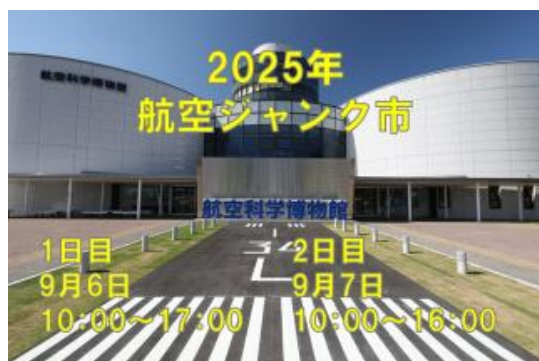 航空科学博物館
2025年
航空ジャンク市
航空科学博物館
34
L
1日目
9月6日
10:00～17:00
2日目
9月7日
10:00～16:00